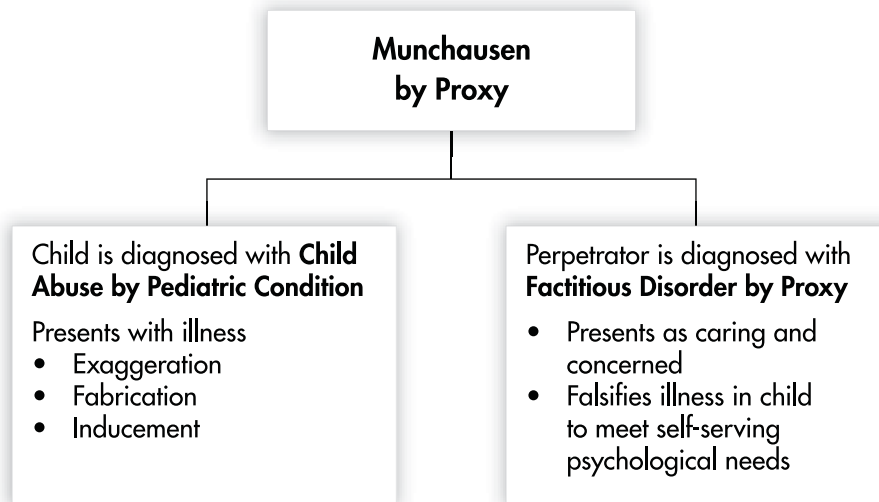 Munchausen
by Proxy
Child is diagnosed with Child
Abuse by Pediatric Condition
Presents with illness
• Exaggeration
• Fabrication
• Inducement
Perpetrator is diagnosed with
Factitious Disorder by Proxy
• Presents as caring and
concerned
• Falsifies illness in child
to meet self-serving
psychological needs